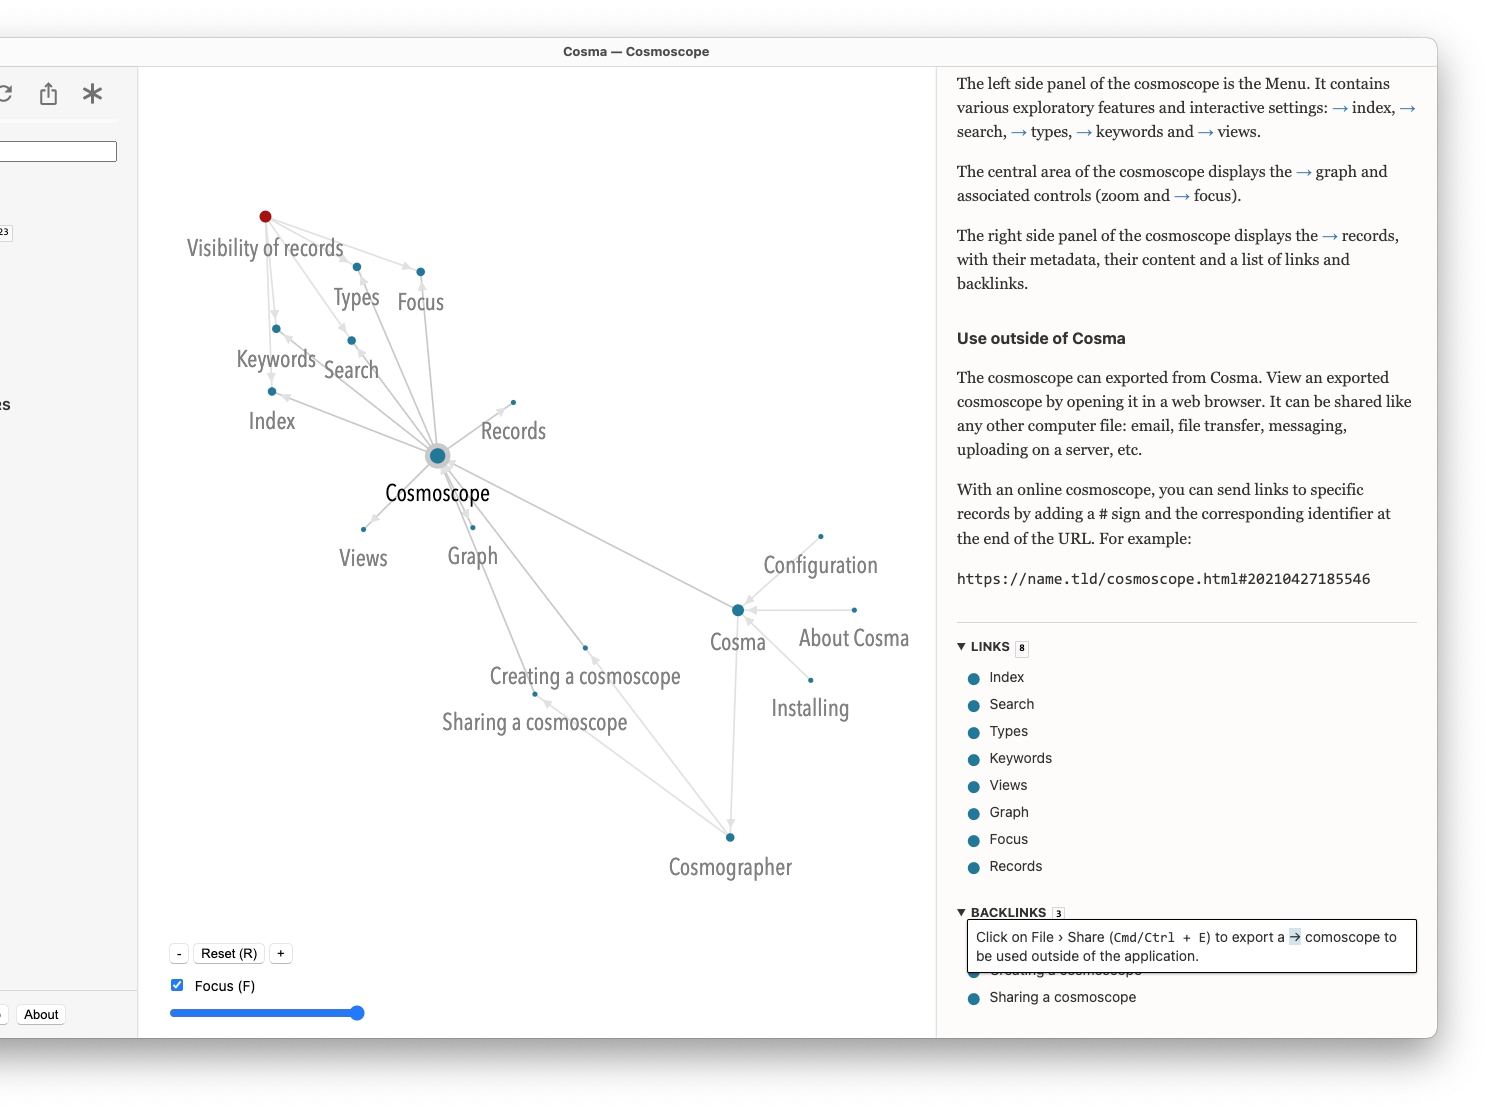 Cosma — Cosmoscope
23
RS
About
Visibility of records
Types
Focus
Keywords
Search
Index
Records
Cosmoscope
Views
Graph
Configuration
Cosma
About Cosma
Creating a cosmoscope
Installing
Sharing a cosmoscope
Cosmographer
-
Reset (R)
+
Focus (F)
The left side panel of the cosmoscope is the Menu. It contains
various exploratory features and interactive settings: → index, →
search, → types, → keywords and → views.
The central area of the cosmoscope displays the → graph and
associated controls (zoom and → focus).
The right side panel of the cosmoscope displays the → records,
with their metadata, their content and a list of links and
backlinks.
Use outside of Cosma
The cosmoscope can exported from Cosma. View an exported
cosmoscope by opening it in a web browser. It can be shared like
any other computer file: email, file transfer, messaging,
uploading on a server, etc.
With an online cosmoscope, you can send links to specific
records by adding a # sign and the corresponding identifier at
the end of the URL. For example:
https://name.tld/cosmoscope.html#20210427185546
▼ LINKS 8
Index
Search
Types
Keywords
Views
Graph
Focus
Records
▼ BACKLINKS 3
Click on File › Share (Cmd/Ctrl + E) to export a → comoscope to
be used outside of the application.
Creating a cosmoscope
Sharing a cosmoscope